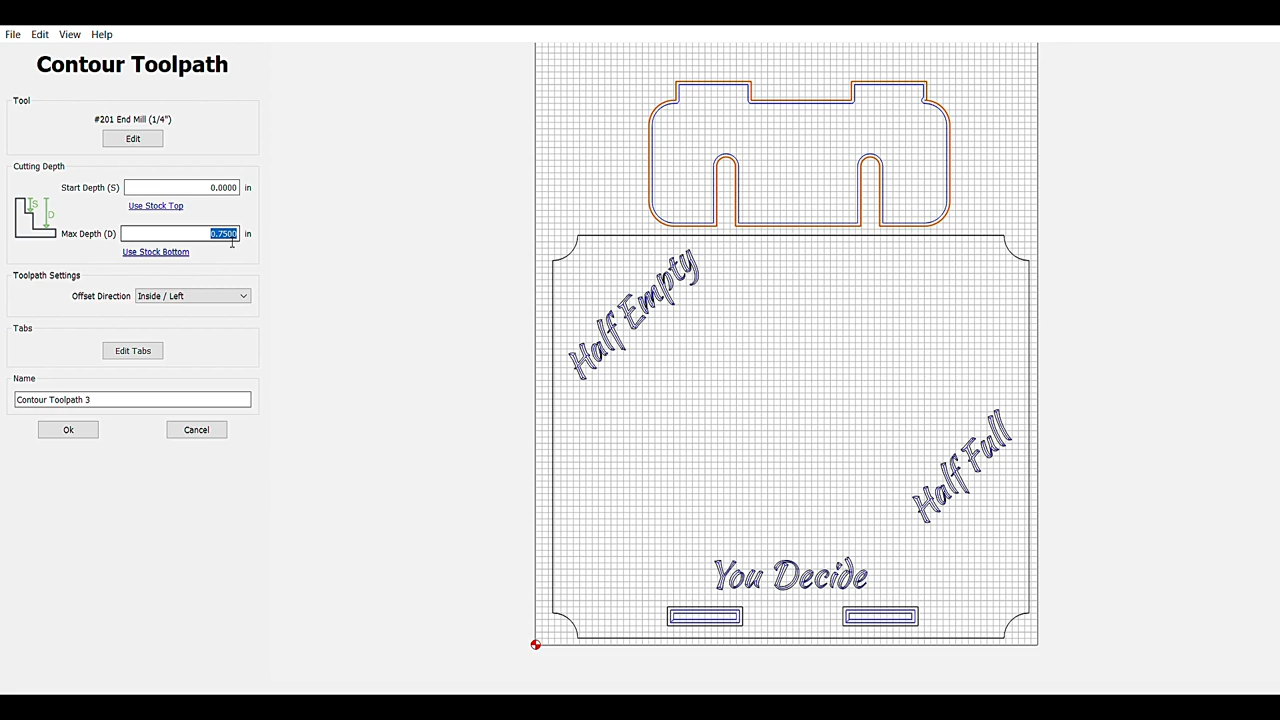 File Edit View Help
Contour Toolpath
Tool
#201 End Mill (1/4")
Edit
Cutting Depth
Start Depth (S) 0.0000 in
Use Stock Top
S
D
Max Depth (D) 0.7500 in
Use Stock Bottom
Toolpath Settings
Offset Direction Inside / Left
Tabs
Edit Tabs
Name
Contour Toolpath 3
Ok Cancel
Half Empty
Half Full
You Decide